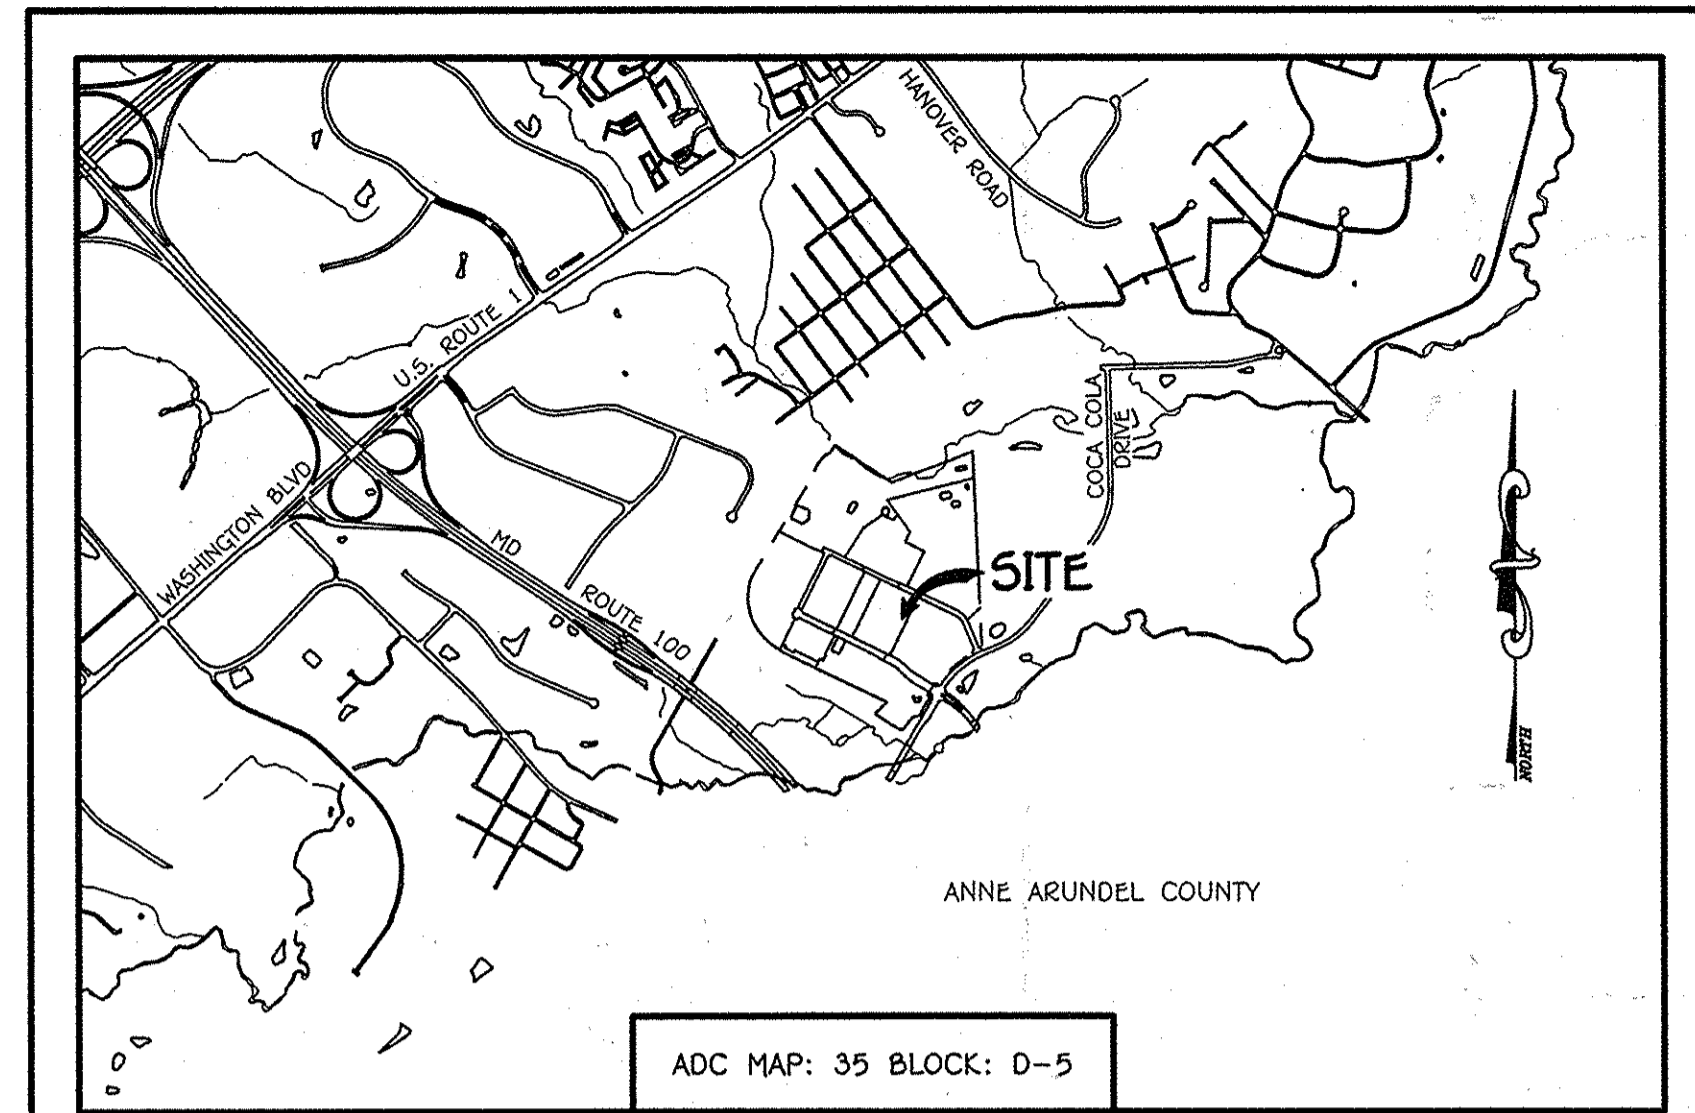 HANOVER ROAD
U.S. ROUTE 1
COCA COLA
DRIVE
WASHINGTON BLVD
MD
ROUTE 100
SITE
NORTH
ANNE ARUNDEL COUNTY
ADC MAP: 35 BLOCK: D-5